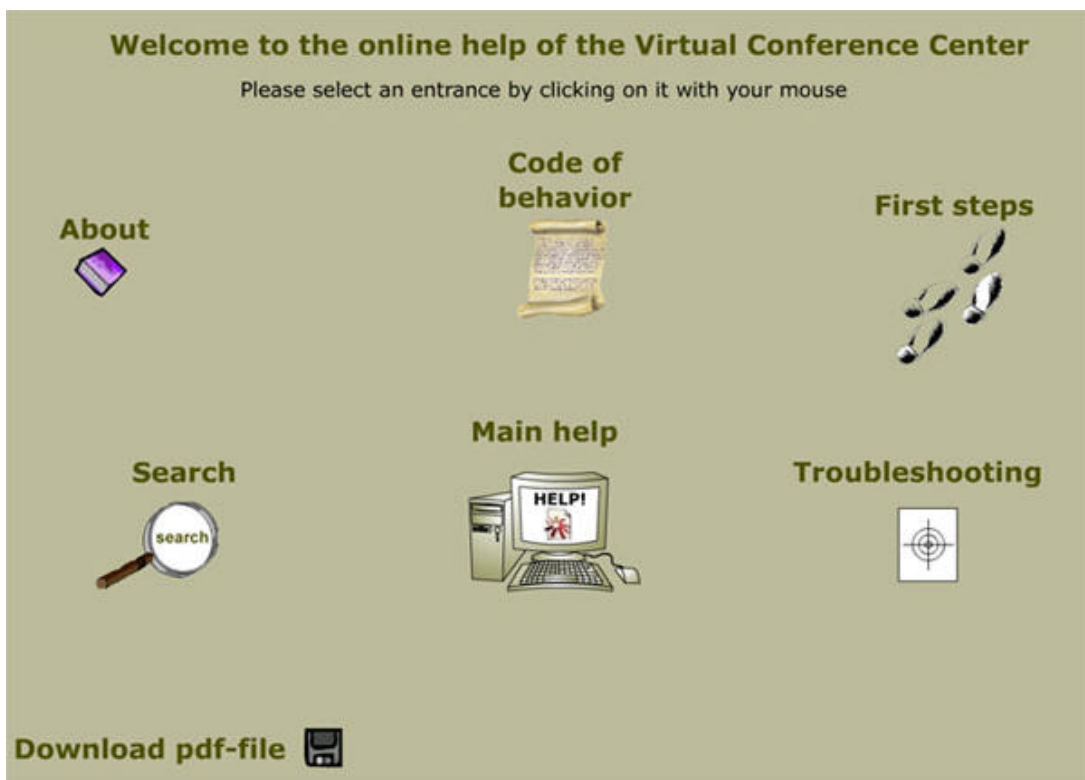 Welcome to the online help of the Virtual Conference Center
Please select an entrance by clicking on it with your mouse
About
Code of
behavior
First steps
Search
search
Main help
HELP!
Troubleshooting
Download pdf-file